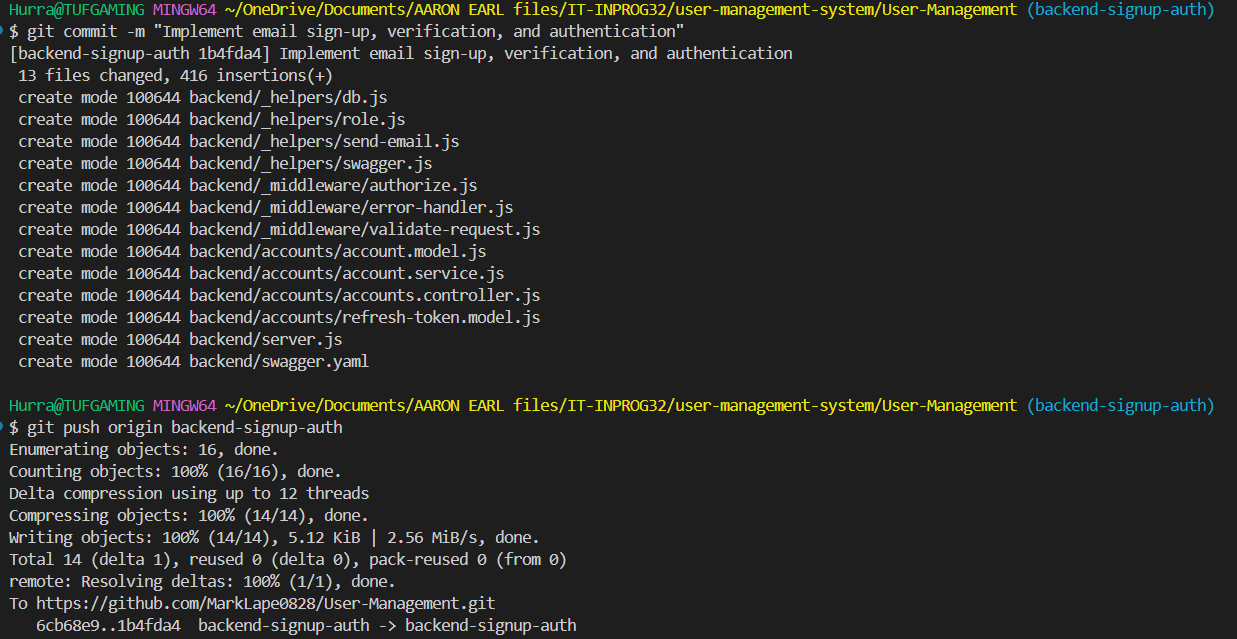 Hurra@TUFGAMING MINGW64 ~/OneDrive/Documents/AARON EARL files/IT-INPROG32/user-management-system/User-Management (backend-signup-auth)
$ git commit -m "Implement email sign-up, verification, and authentication"
[backend-signup-auth 1b4fda4] Implement email sign-up, verification, and authentication
 13 files changed, 416 insertions(+)
 create mode 100644 backend/_helpers/db.js
 create mode 100644 backend/_helpers/role.js
 create mode 100644 backend/_helpers/send-email.js
 create mode 100644 backend/_helpers/swagger.js
 create mode 100644 backend/_middleware/authorize.js
 create mode 100644 backend/_middleware/error-handler.js
 create mode 100644 backend/_middleware/validate-request.js
 create mode 100644 backend/accounts/account.model.js
 create mode 100644 backend/accounts/account.service.js
 create mode 100644 backend/accounts/accounts.controller.js
 create mode 100644 backend/accounts/refresh-token.model.js
 create mode 100644 backend/server.js
 create mode 100644 backend/swagger.yaml

Hurra@TUFGAMING MINGW64 ~/OneDrive/Documents/AARON EARL files/IT-INPROG32/user-management-system/User-Management (backend-signup-auth)
$ git push origin backend-signup-auth
Enumerating objects: 16, done.
Counting objects: 100% (16/16), done.
Delta compression using up to 12 threads
Compressing objects: 100% (14/14), done.
Writing objects: 100% (14/14), 5.12 KiB | 2.56 MiB/s, done.
Total 14 (delta 1), reused 0 (delta 0), pack-reused 0 (from 0)
remote: Resolving deltas: 100% (1/1), done.
To https://github.com/MarkLape0828/User-Management.git
   6cb68e9..1b4fda4  backend-signup-auth -> backend-signup-auth